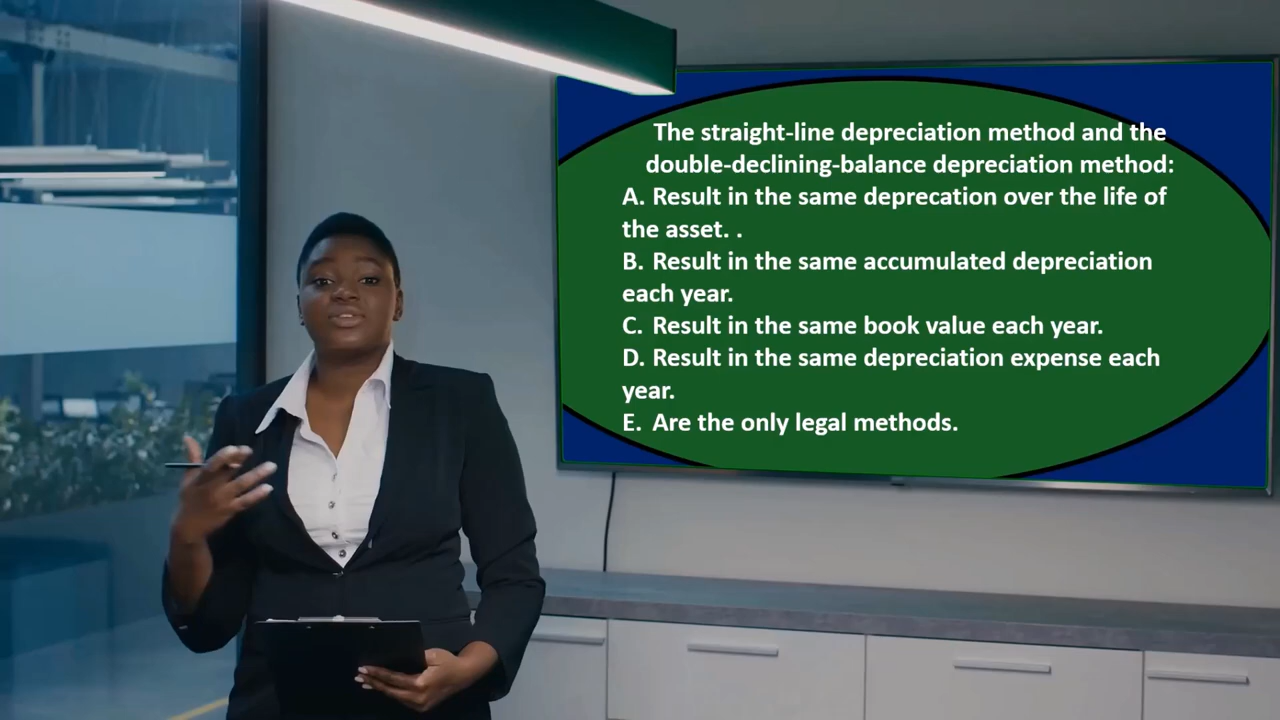 The straight-line depreciation method and the
double-declining-balance depreciation method:
A. Result in the same deprecation over the life of
the asset. .
B. Result in the same accumulated depreciation
each year.
C. Result in the same book value each year.
D. Result in the same depreciation expense each
year.
E. Are the only legal methods.